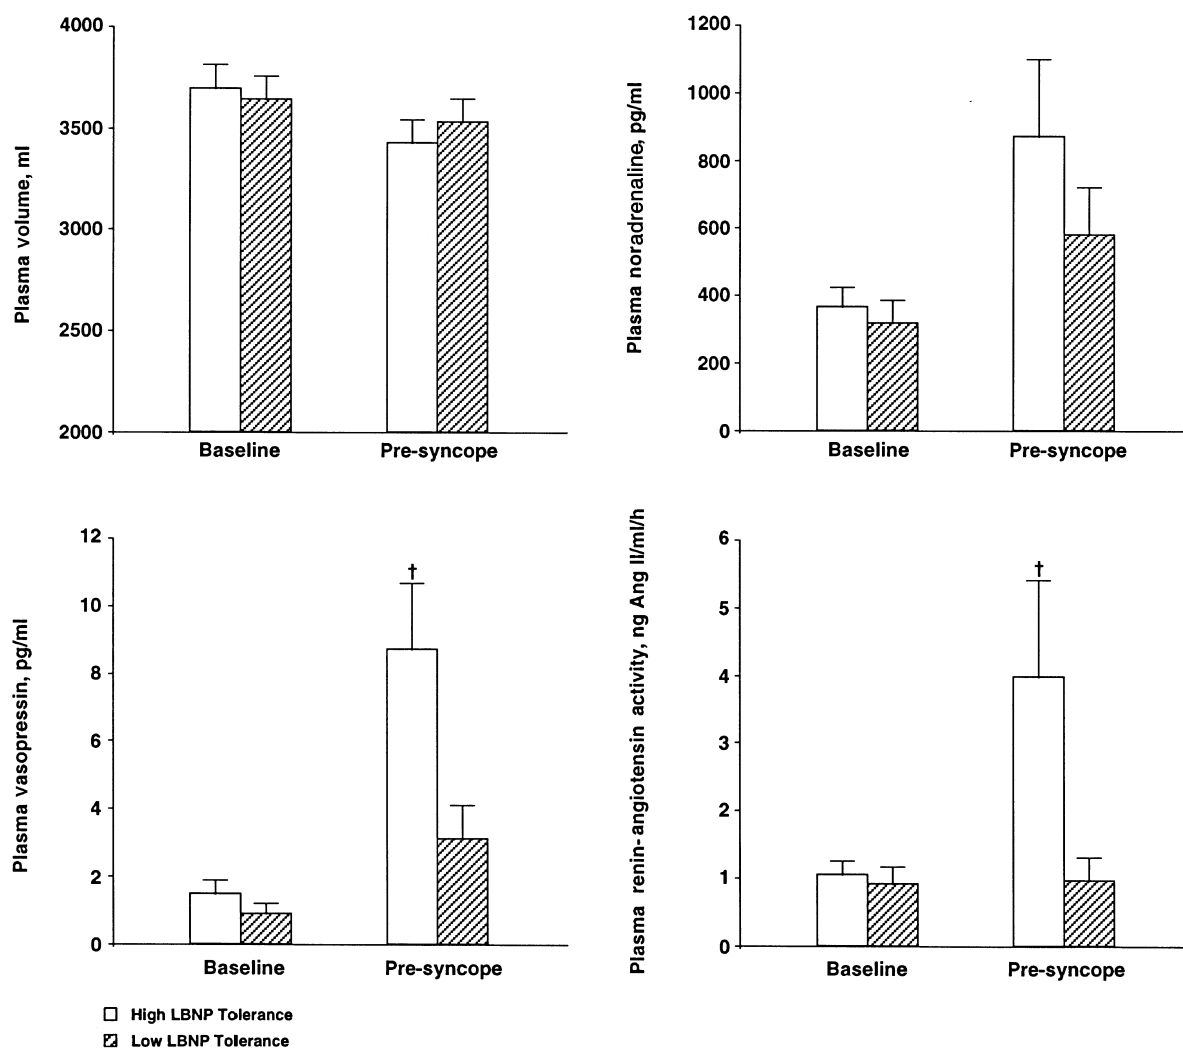 4000
3500
3000
2500
2000
Plasma volume, ml
Baseline
Pre-syncope
1200
1000
800
600
400
200
0
Plasma noradrenaline, pg/ml
Baseline
Pre-syncope
12
10
8
6
4
2
0
Plasma vasopressin, pg/ml
†
Baseline
Pre-syncope
6
5
4
3
2
1
0
Plasma renin-angiotensin activity, ng Ang II/ml/h
†
Baseline
Pre-syncope
High LBNP Tolerance
Low LBNP Tolerance